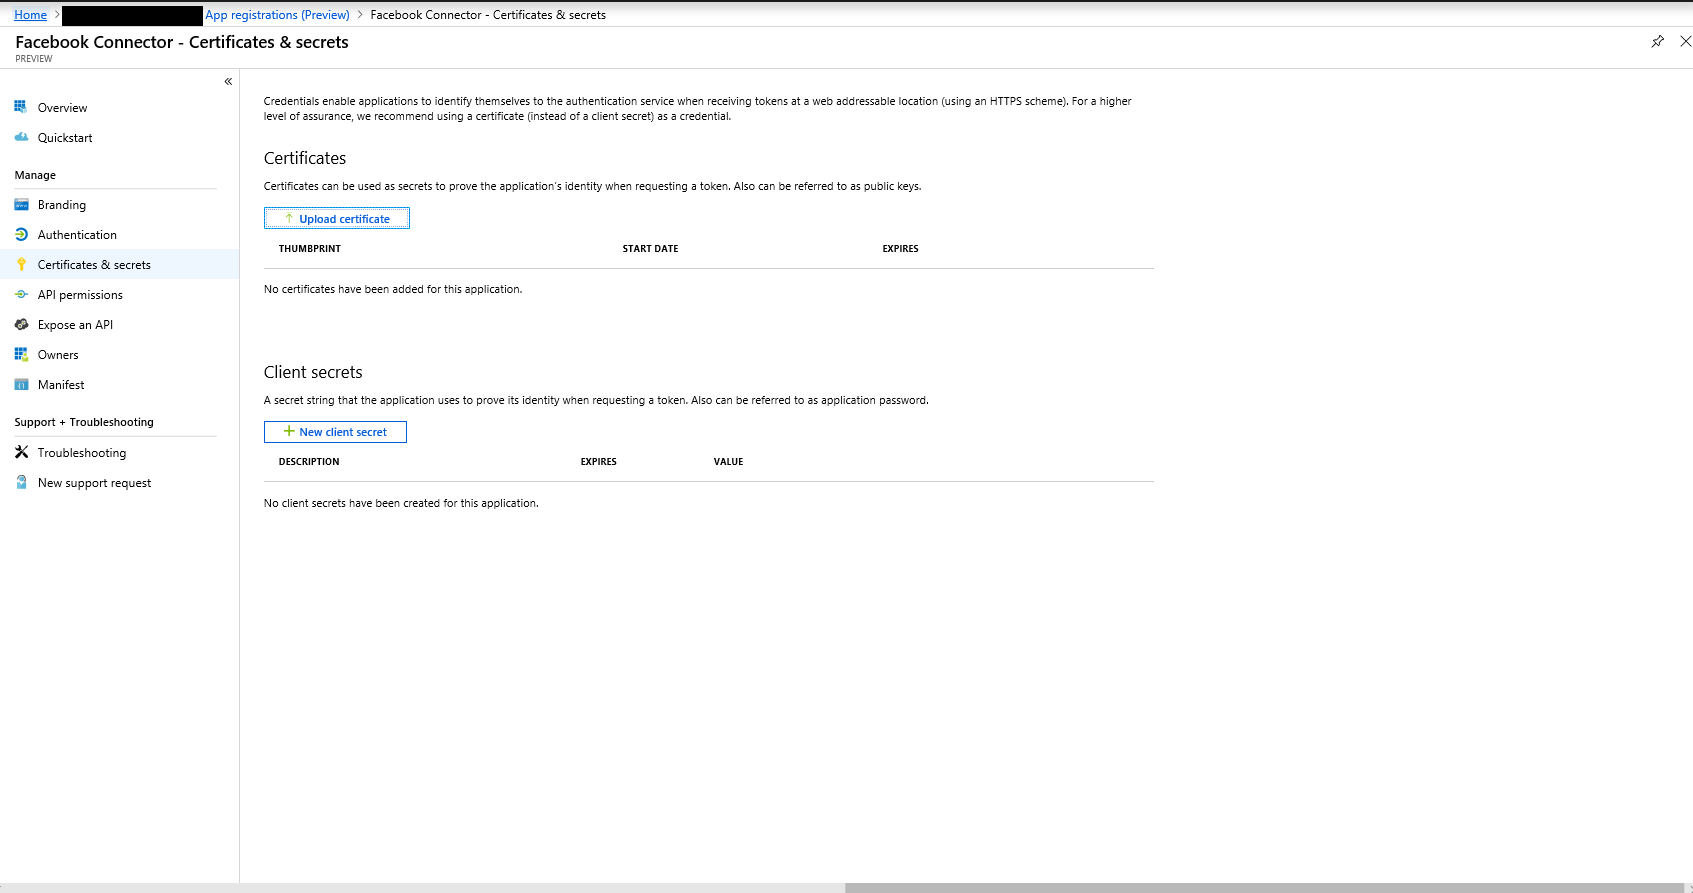 Home > App registrations (Preview) > Facebook Connector - Certificates & secrets
Facebook Connector - Certificates & secrets
PREVIEW
«
Overview
Quickstart
Manage
Branding
Authentication
Certificates & secrets
API permissions
Expose an API
Owners
Manifest
Support + Troubleshooting
Troubleshooting
New support request
Credentials enable applications to identify themselves to the authentication service when receiving tokens at a web addressable location (using an HTTPS scheme). For a higher
level of assurance, we recommend using a certificate (instead of a client secret) as a credential.
Certificates
Certificates can be used as secrets to prove the application's identity when requesting a token. Also can be referred to as public keys.
Upload certificate
THUMBPRINT START DATE EXPIRES
No certificates have been added for this application.
Client secrets
A secret string that the application uses to prove its identity when requesting a token. Also can be referred to as application password.
New client secret
DESCRIPTION EXPIRES VALUE
No client secrets have been created for this application.